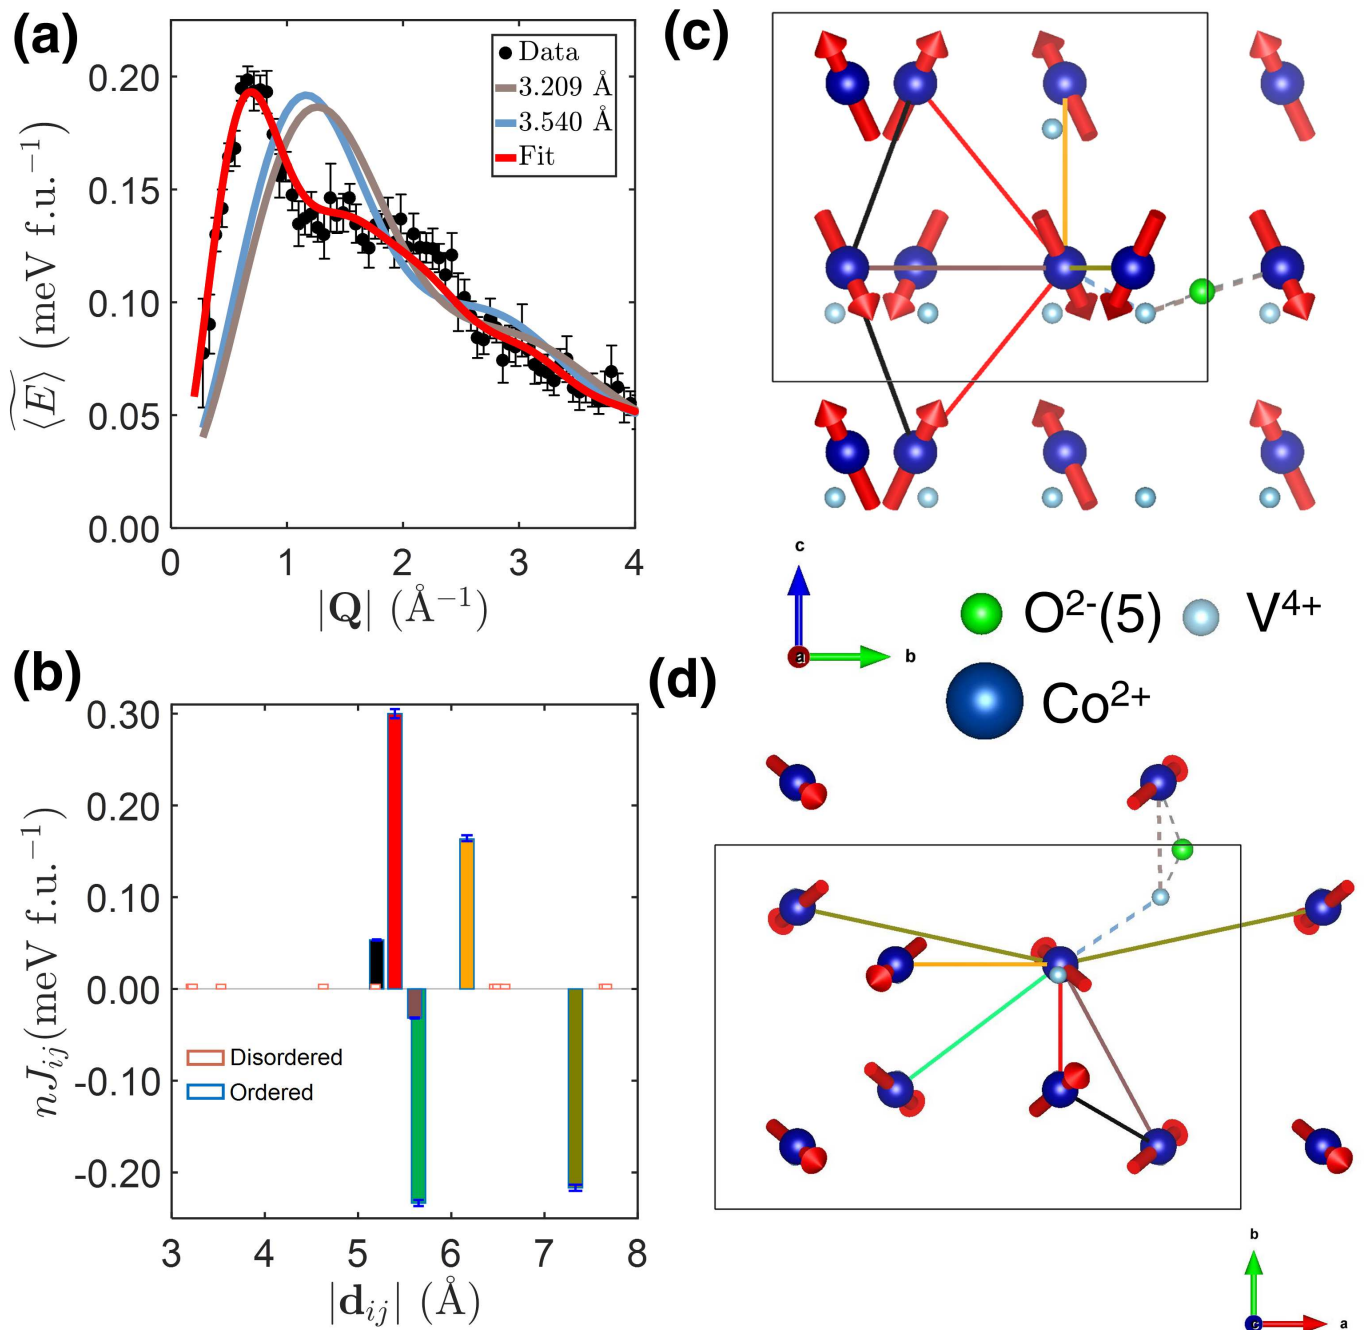 (a)
0.20
0.15
0.10
0.05
0.00
0 1 2 3 4
⟨E⟩~ (meV f.u.⁻¹)
|Q| (Å⁻¹)
Data
3.209 Å
3.540 Å
Fit
(b)
0.30
0.20
0.10
0.00
-0.10
-0.20
3 4 5 6 7 8
nJᵢⱼ(meV f.u.⁻¹)
|dᵢⱼ| (Å)
Disordered
Ordered
(c)
c
a
b
O²⁻(5)
V⁴⁺
Co²⁺
(d)
b
c
a